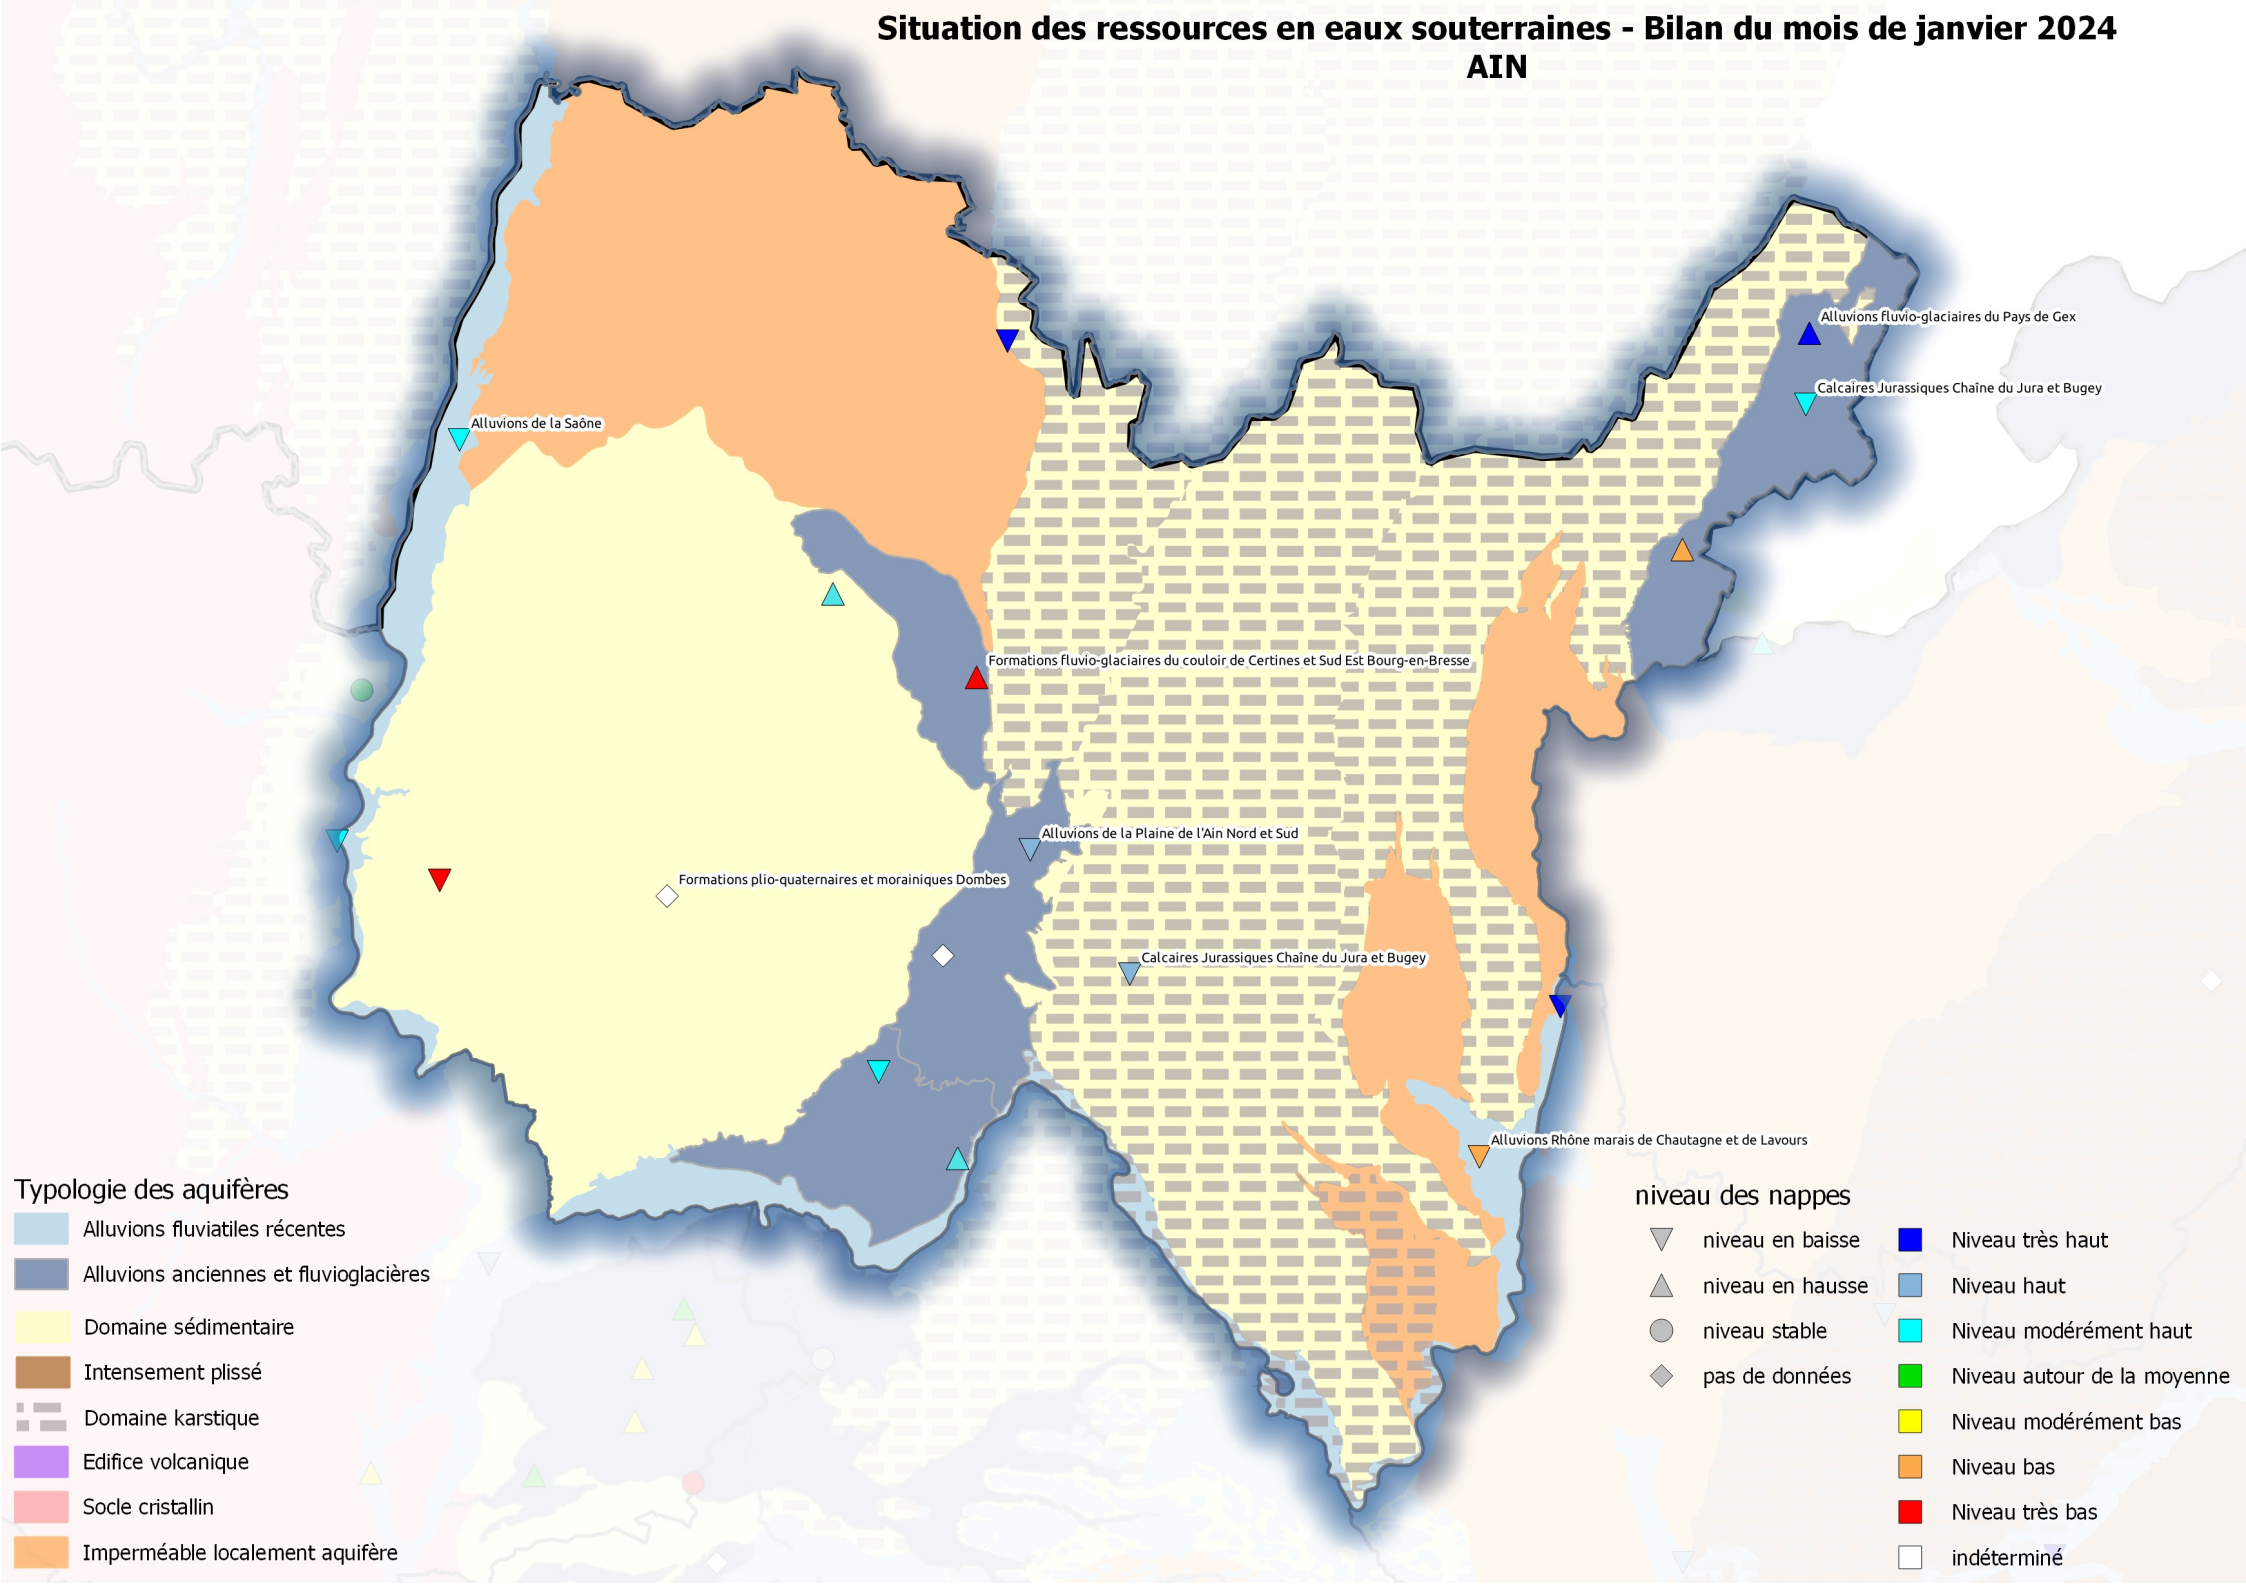 Situation des ressources en eaux souterraines - Bilan du mois de janvier 2024
AIN
Alluvions fluvio-glaciaires du Pays de Gex
Calcaires Jurassiques Chaîne du Jura et Bugey
Alluvions de la Saône
Formations fluvio-glaciaires du couloir de Certines et Sud Est Bourg-en-Bresse
Alluvions de la Plaine de l'Ain Nord et Sud
Formations plio-quaternaires et morainiques Dombes
Calcaires Jurassiques Chaîne du Jura et Bugey
Alluvions Rhône marais de Chautagne et de Lavours
Typologie des aquifères
Alluvions fluviatiles récentes
Alluvions anciennes et fluvioglacières
Domaine sédimentaire
Intensement plissé
Domaine karstique
Edifice volcanique
Socle cristallin
Imperméable localement aquifère
niveau des nappes
niveau en baisse
niveau en hausse
niveau stable
pas de données
Niveau très haut
Niveau haut
Niveau modérément haut
Niveau autour de la moyenne
Niveau modérément bas
Niveau bas
Niveau très bas
indéterminé